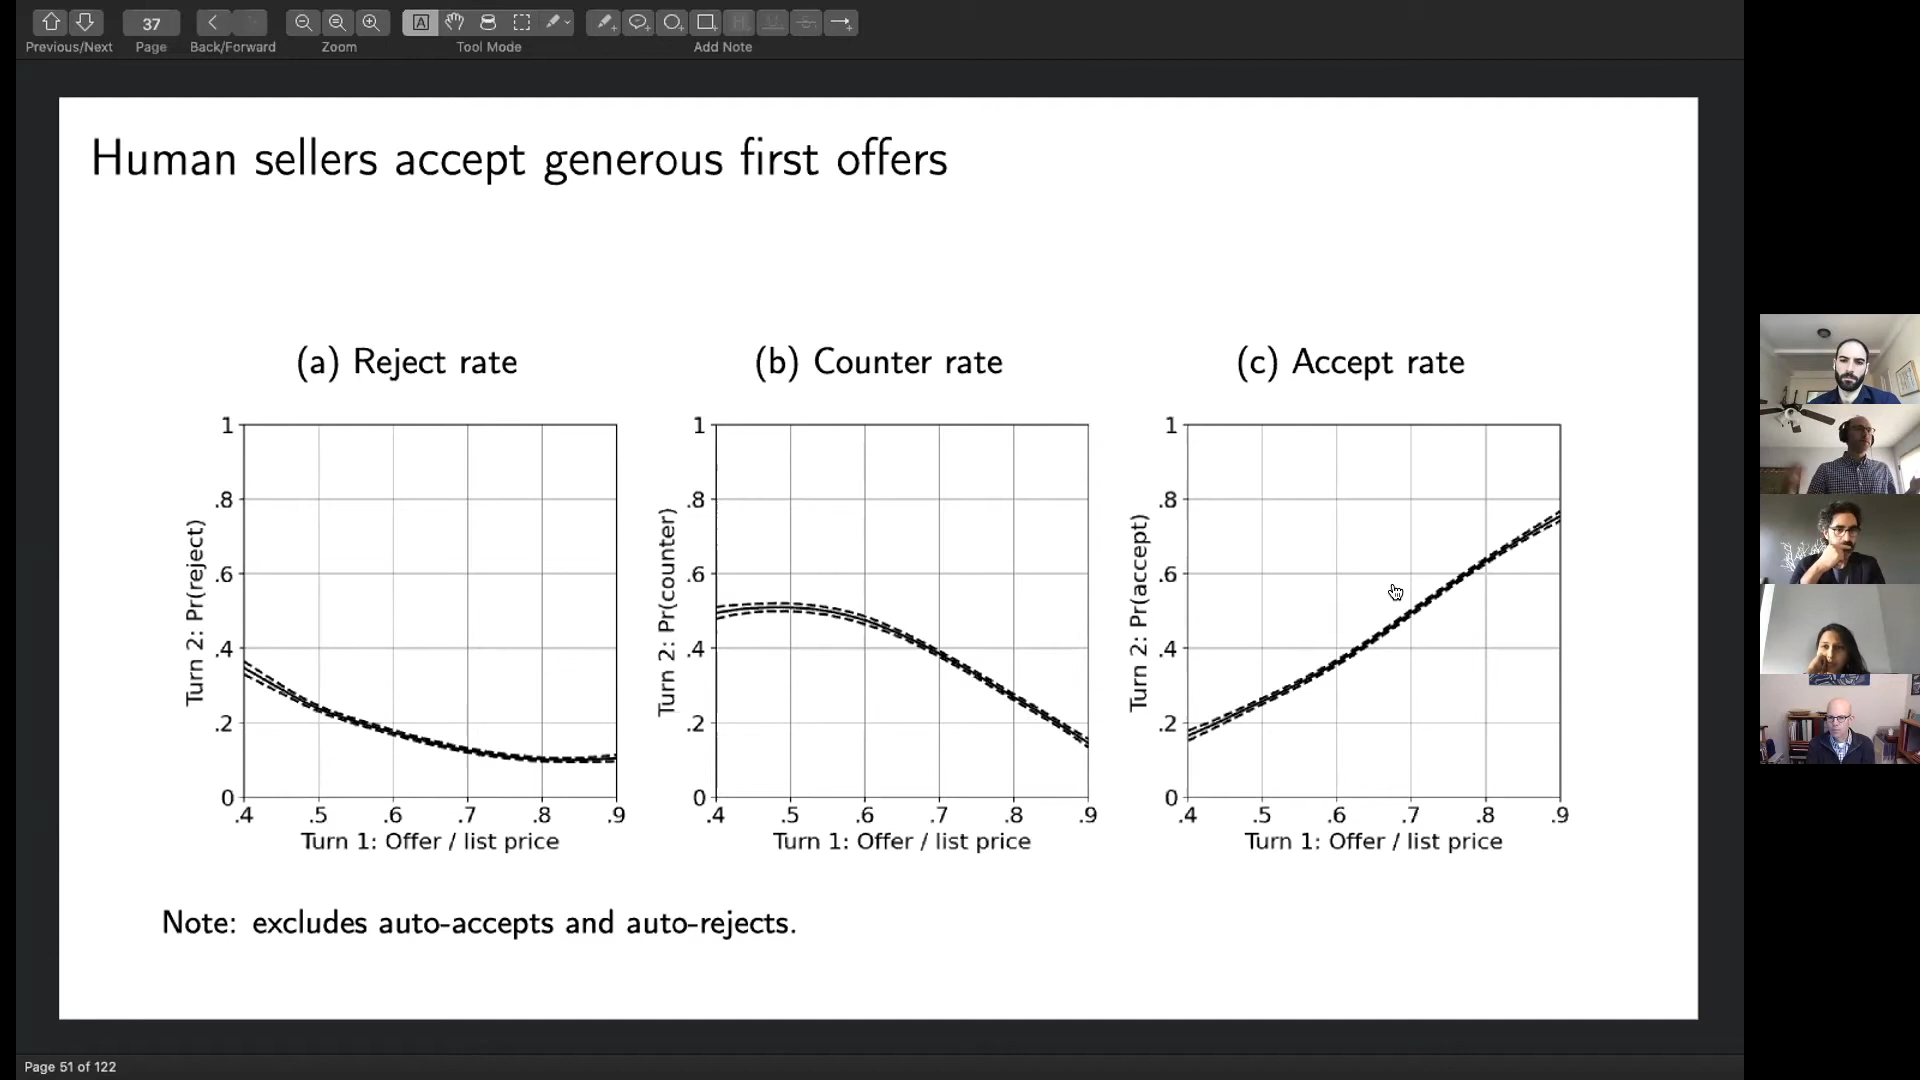 37
Previous/Next
Page
Back/Forward
Zoom
Tool Mode
Add Note
Human sellers accept generous first offers
(a) Reject rate
(b) Counter rate
(c) Accept rate
Turn 2: Pr(reject)
1
.8
.6
.4
.2
0
.4 .5 .6 .7 .8 .9
Turn 1: Offer / list price
Turn 2: Pr(counter)
1
.8
.6
.4
.2
0
.4 .5 .6 .7 .8 .9
Turn 1: Offer / list price
Turn 2: Pr(accept)
1
.8
.6
.4
.2
0
.4 .5 .6 .7 .8 .9
Turn 1: Offer / list price
Note: excludes auto-accepts and auto-rejects.
Page 51 of 122